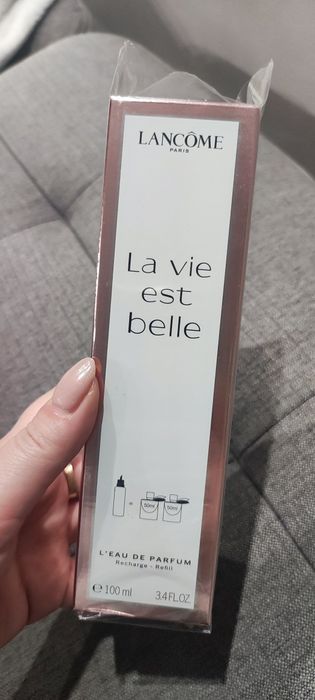 LANCÔME
PARIS
La vie
est
belle
= 50ml 50ml
L'EAU DE PARFUM
Recharge - Refill
℮ 100 ml 3.4 FL.OZ.